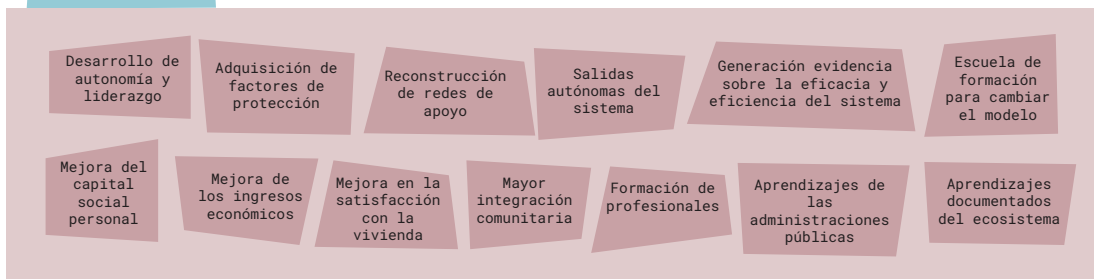 Desarrollo de
autonomía y
liderazgo
Adquisición de
factores de
protección
Reconstrucción
de redes de
apoyo
Salidas
autónomas del
sistema
Generación evidencia
sobre la eficacia y
eficiencia del sistema
Escuela de
formación
para cambiar
el modelo
Mejora del
capital
social
personal
Mejora de
los ingresos
económicos
Mejora en la
satisfacción
con la
vivienda
Mayor
integración
comunitaria
Formación de
profesionales
Aprendizajes de
las
administraciones
públicas
Aprendizajes
documentados
del ecosistema